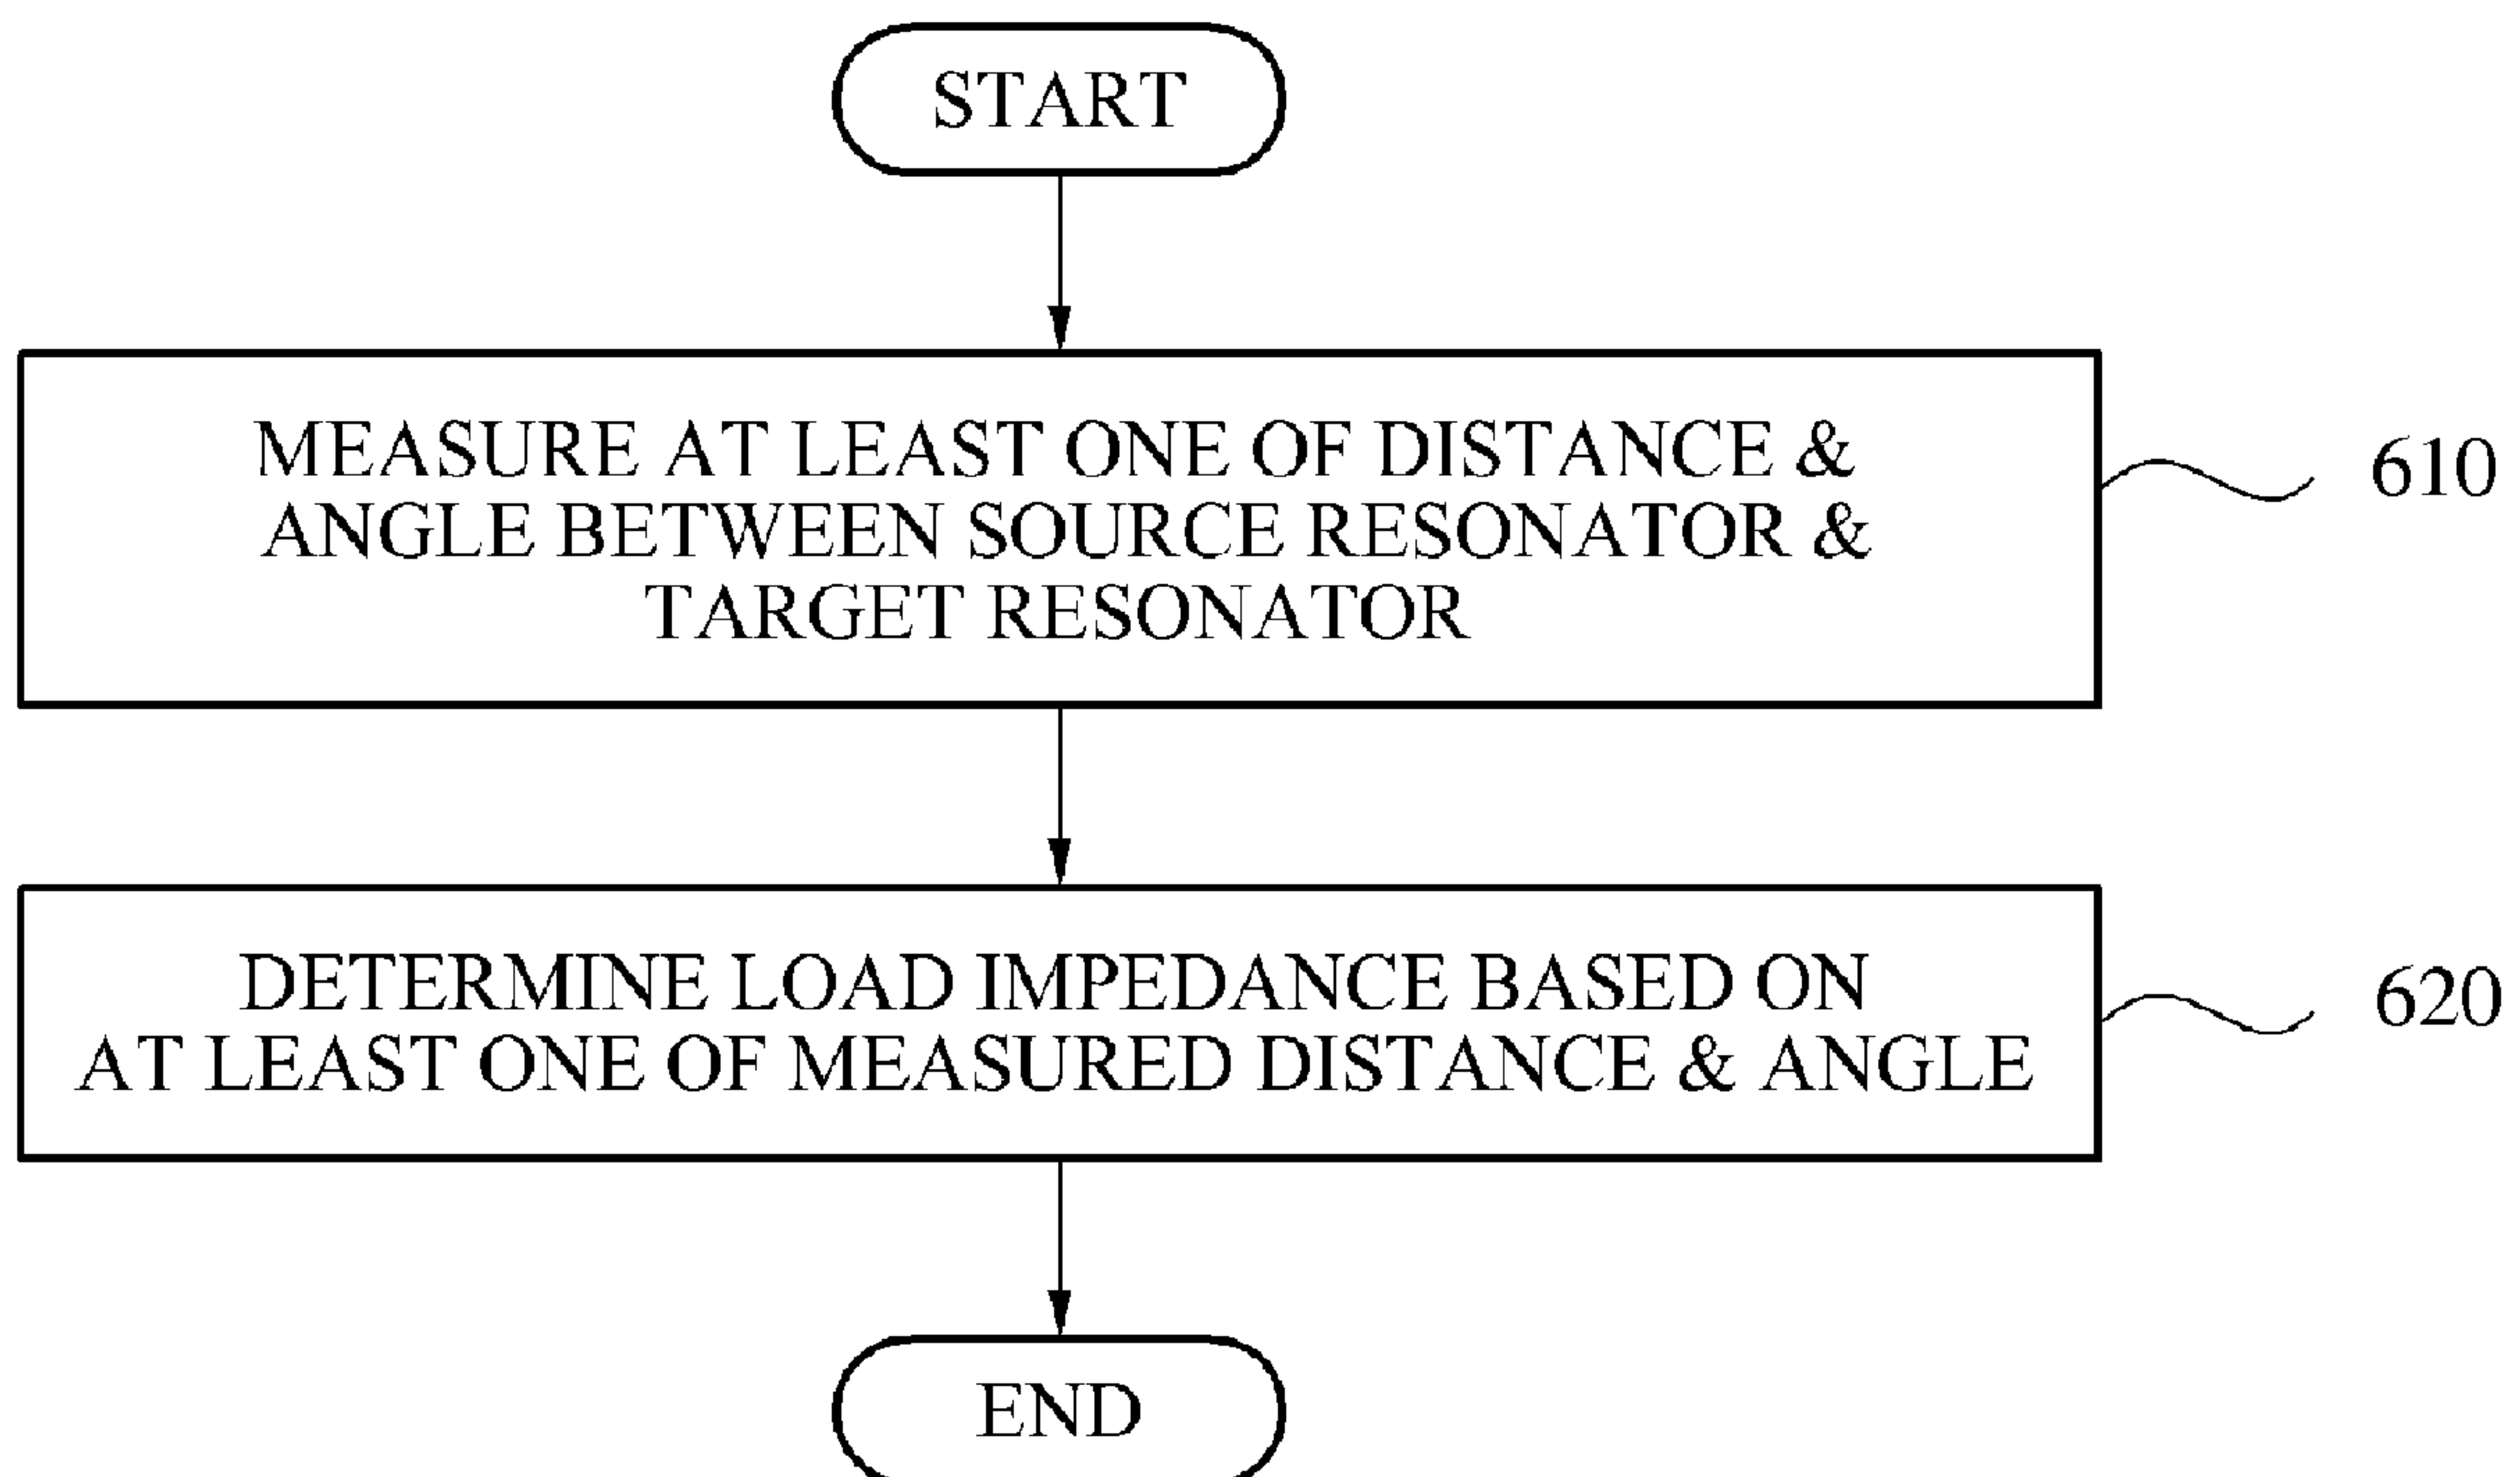 START
MEASURE AT LEAST ONE OF DISTANCE &
ANGLE BETWEEN SOURCE RESONATOR &
TARGET RESONATOR
610
DETERMINE LOAD IMPEDANCE BASED ON
AT LEAST ONE OF MEASURED DISTANCE & ANGLE
620
END